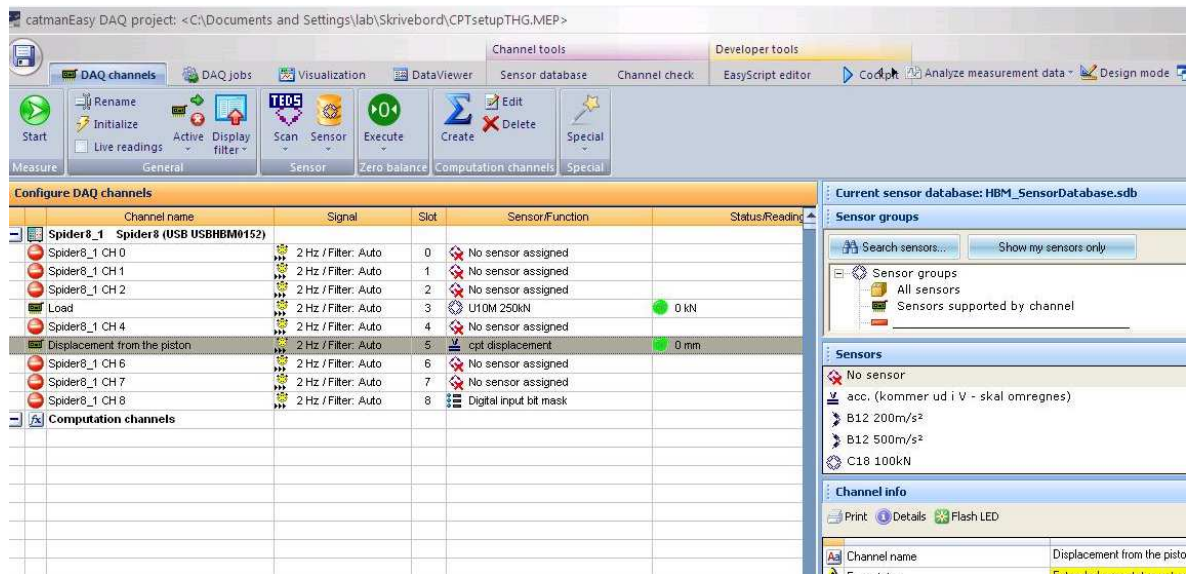 catmanEasy DAQ project: <C:\Documents and Settings\lab\Skrivebord\CPTsetupTHG.MEP>
Channel tools Developer tools
DAQ channels DAQ jobs Visualization DataViewer Sensor database Channel check EasyScript editor Analyze measurement data Design mode
Start
Rename
Initialize
Live readings
Active
Display filter
TEDS
Scan
Sensor
>0<
Execute
Create
Edit
Delete
Special
Measure General Sensor Zero balance Computation channels Special
Configure DAQ channels
Channel name Signal Slot Sensor/Function Status/Reading
Spider8_1 Spider8 (USB USBHBM0152)
Spider8_1 CH 0 2 Hz / Filter: Auto 0 No sensor assigned
Spider8_1 CH 1 2 Hz / Filter: Auto 1 No sensor assigned
Spider8_1 CH 2 2 Hz / Filter: Auto 2 No sensor assigned
Load 2 Hz / Filter: Auto 3 U10M 250kN 0 kN
Spider8_1 CH 4 2 Hz / Filter: Auto 4 No sensor assigned
Displacement from the piston 2 Hz / Filter: Auto 5 cpt displacement 0 mm
Spider8_1 CH 6 2 Hz / Filter: Auto 6 No sensor assigned
Spider8_1 CH 7 2 Hz / Filter: Auto 7 No sensor assigned
Spider8_1 CH 8 2 Hz / Filter: Auto 8 Digital input bit mask
fx Computation channels
Current sensor database: HBM_SensorDatabase.sdb
Sensor groups
Search sensors... Show my sensors only
Sensor groups
All sensors
Sensors supported by channel
Sensors
No sensor
acc. (kommer ud i V - skal omregnes)
B12 200m/s²
B12 500m/s²
C18 100kN
Channel info
Print Details Flash LED
Channel name Displacement from the pisto